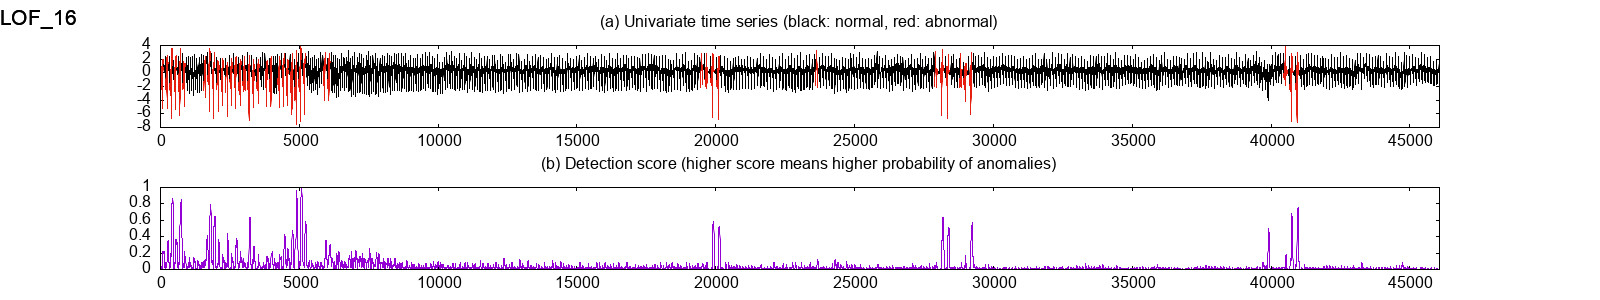 LOF_16
(a) Univariate time series (black: normal, red: abnormal)
4
2
0
-2
-4
-6
-8
0 5000 10000 15000 20000 25000 30000 35000 40000 45000
(b) Detection score (higher score means higher probability of anomalies)
1
0.8
0.6
0.4
0.2
0
0 5000 10000 15000 20000 25000 30000 35000 40000 45000